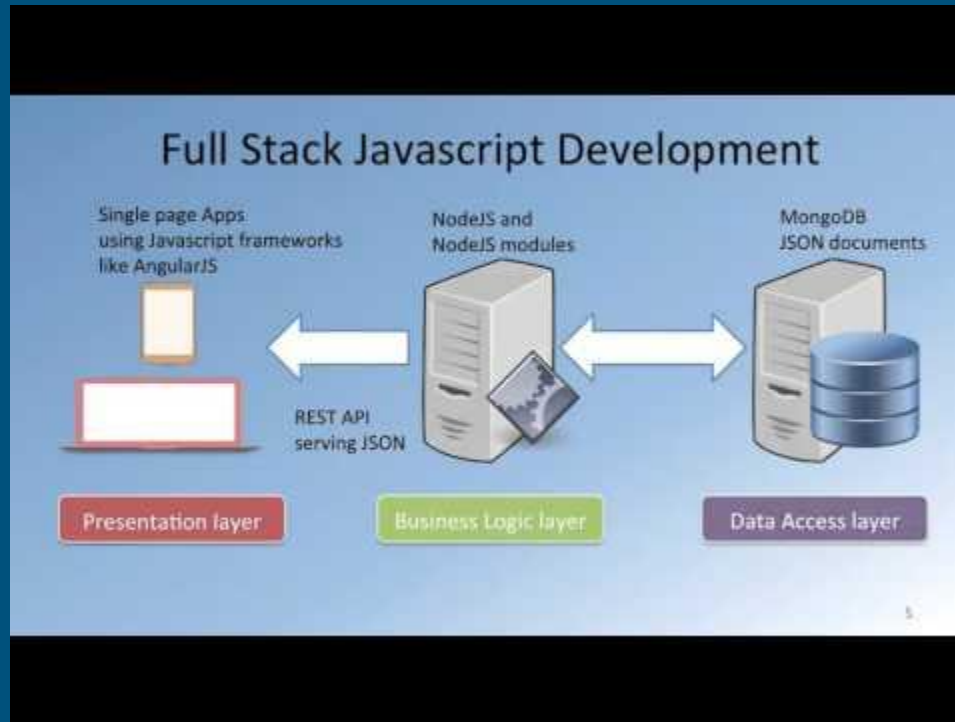 Full Stack Javascript Development
Single page Apps
using Javascript frameworks
like AngularJS
NodeJS and
NodeJS modules
MongoDB
JSON documents
REST API
serving JSON
Presentation layer
Business Logic layer
Data Access layer
5